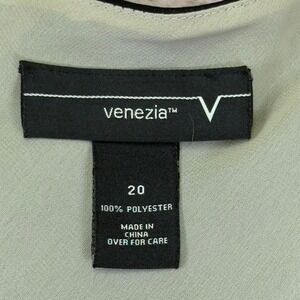 venezia™ V
20
100% POLYESTER
MADE IN
CHINA
OVER FOR CARE